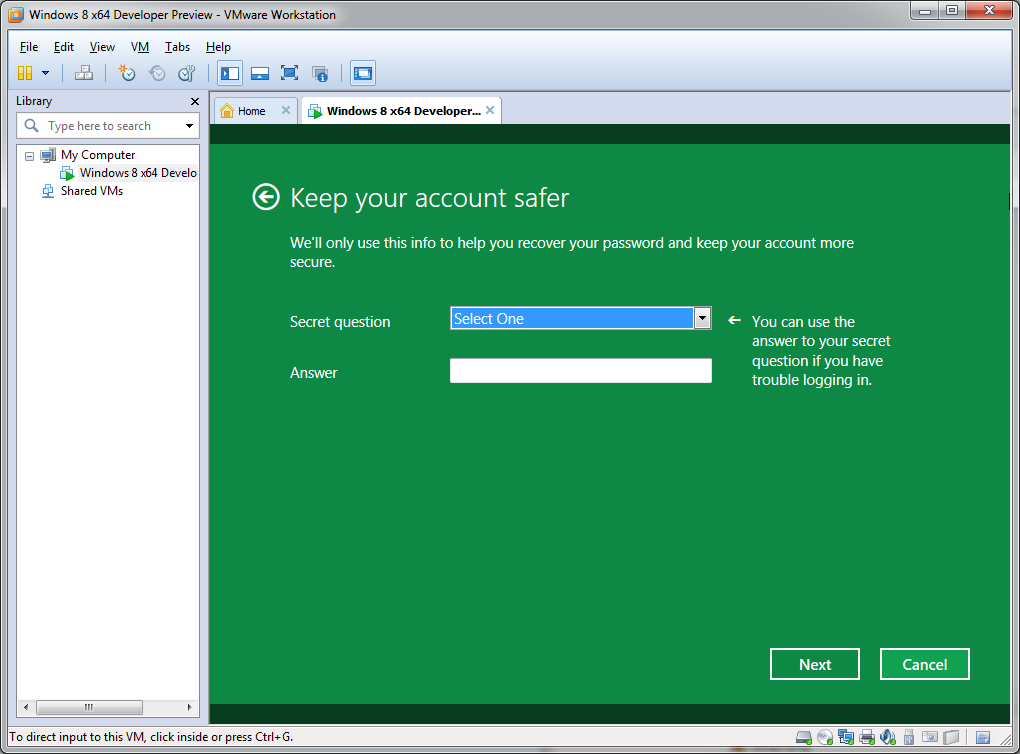 Windows 8 x64 Developer Preview - VMware Workstation
File Edit View VM Tabs Help
Library
Type here to search
My Computer
Windows 8 x64 Develo
Shared VMs
Home
Windows 8 x64 Developer...
Keep your account safer
We'll only use this info to help you recover your password and keep your account more
secure.
Secret question
Select One
Answer
You can use the
answer to your secret
question if you have
trouble logging in.
Next
Cancel
To direct input to this VM, click inside or press Ctrl+G.